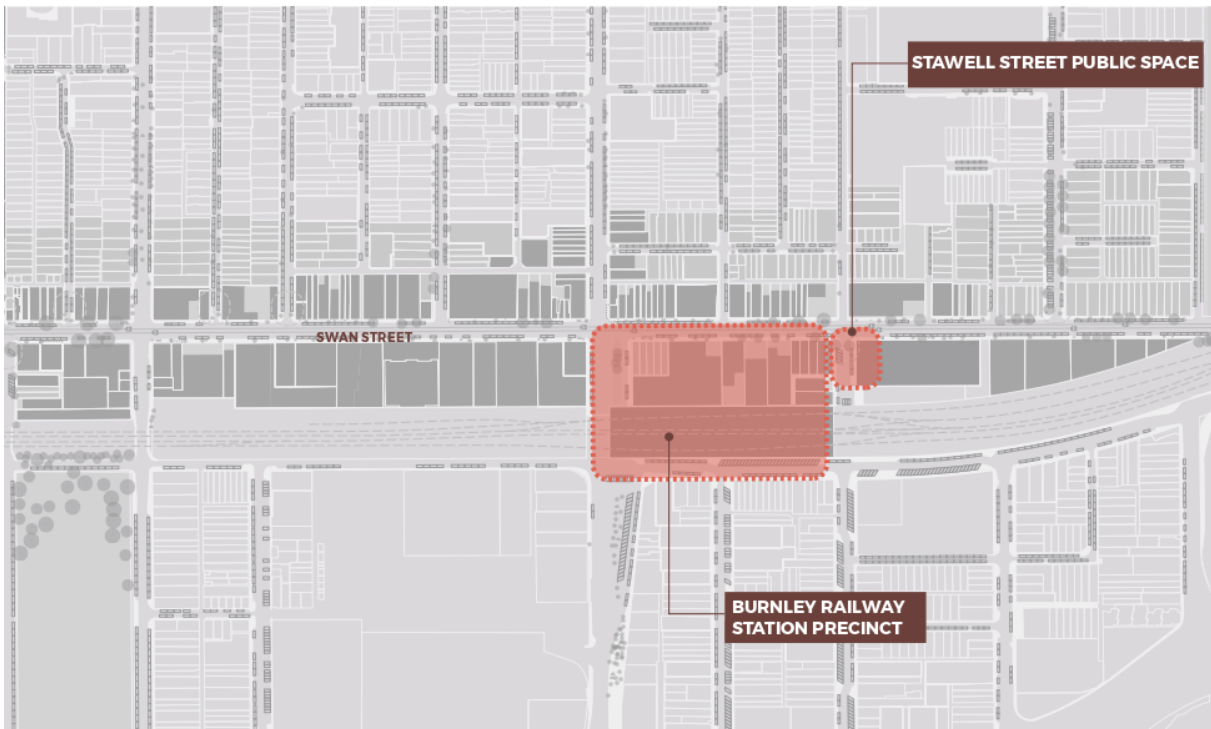 STAWELL STREET PUBLIC SPACE
SWAN STREET
BURNLEY RAILWAY
STATION PRECINCT